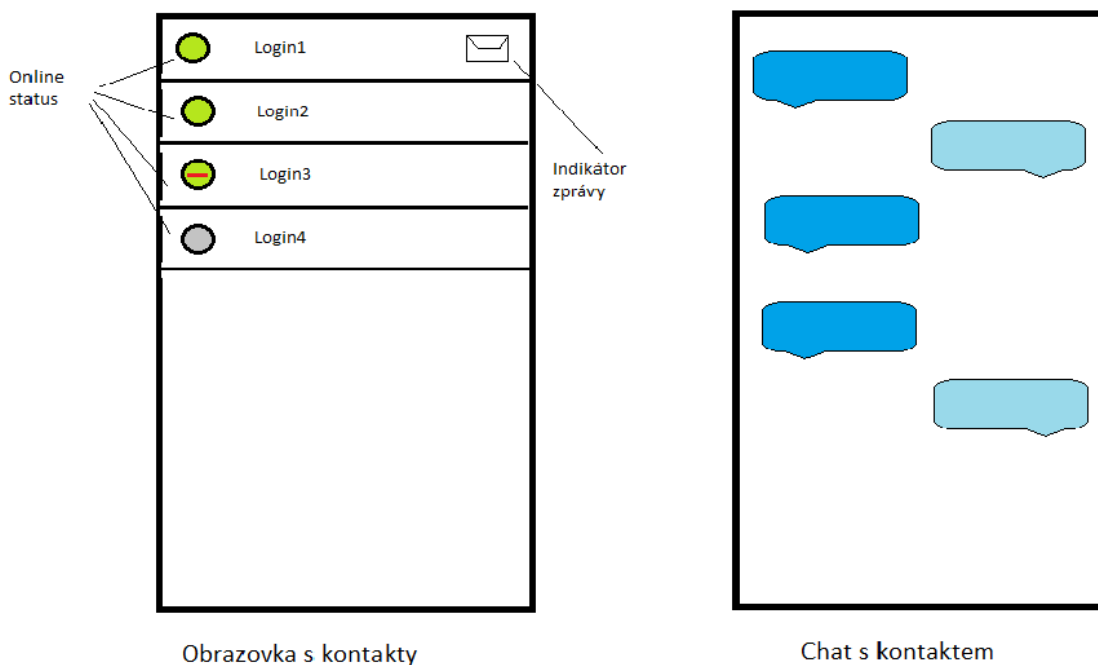 Online
status
Login1
Login2
Login3
Login4
Indikátor
zprávy
Obrazovka s kontakty
Chat s kontaktem